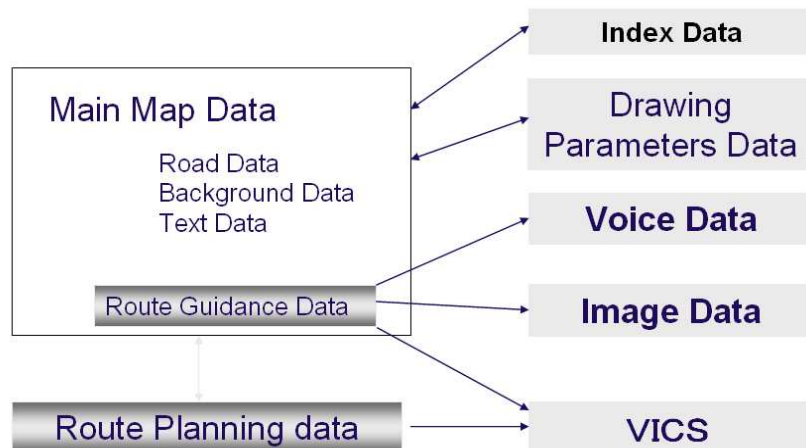 Main Map Data
Road Data
Background Data
Text Data
Route Guidance Data
Route Planning data
Index Data
Drawing
Parameters Data
Voice Data
Image Data
VICS